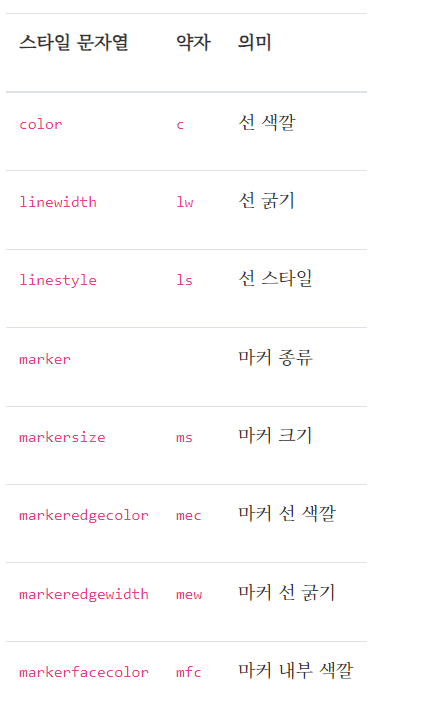 스타일 문자열 약자 의미
color c 선 색깔
linewidth lw 선 굵기
linestyle ls 선 스타일
marker 마커 종류
markersize ms 마커 크기
markeredgecolor mec 마커 선 색깔
markeredgewidth mew 마커 선 굵기
markerfacecolor mfc 마커 내부 색깔